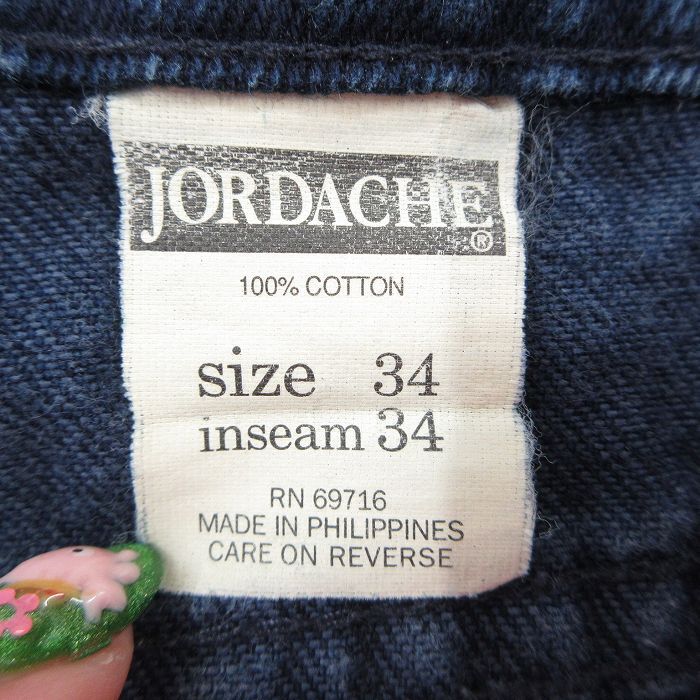 JORDACHE®
100% COTTON
size 34
inseam 34
RN 69716
MADE IN PHILIPPINES
CARE ON REVERSE